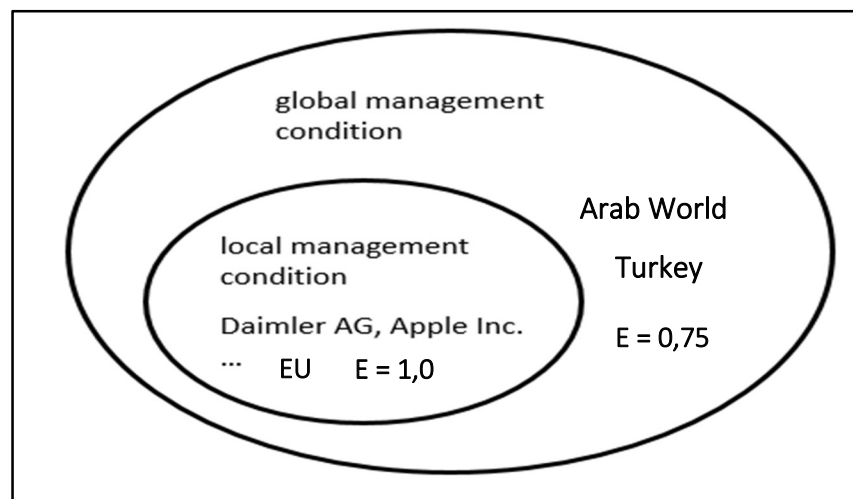 global management
condition
Arab World
Turkey
E = 0,75
local management
condition
Daimler AG, Apple Inc.
... EU E = 1,0